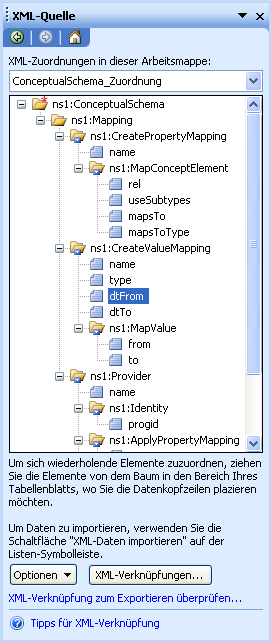 XML-Quelle
XML-Zuordnungen in dieser Arbeitsmappe:
ConceptualSchema_Zuordnung
ns1:ConceptualSchema
ns1:Mapping
ns1:CreatePropertyMapping
name
ns1:MapConceptElement
rel
useSubtypes
mapsTo
mapsToType
ns1:CreateValueMapping
name
type
dtFrom
dtTo
ns1:MapValue
from
to
ns1:Provider
name
ns1:Identity
progid
ns1:ApplyPropertyMapping
Um sich wiederholende Elemente zuzuordnen, ziehen
Sie die Elemente von dem Baum in den Bereich Ihres
Tabellenblatts, wo Sie die Datenkopfzeilen plazieren
möchten.
Um Daten zu importieren, verwenden Sie die
Schaltfläche "XML-Daten importieren" auf der
Listen-Symbolleiste.
Optionen
XML-Verknüpfungen...
XML-Verknüpfung zum Exportieren überprüfen...
Tipps für XML-Verknüpfung